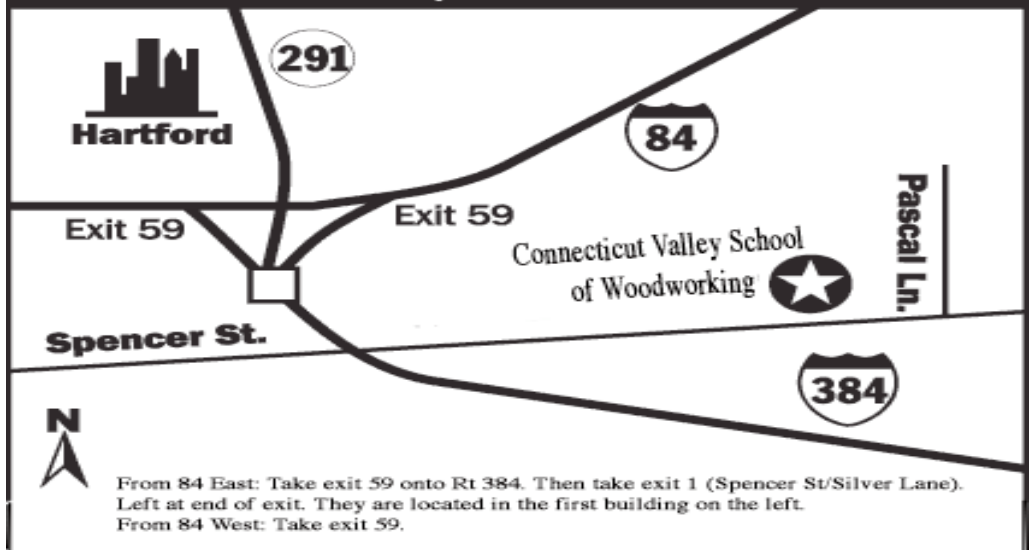 291
84
Hartford
Exit 59
Exit 59
Pascal Ln.
Connecticut Valley School
of Woodworking
Spencer St.
384
N
From 84 East: Take exit 59 onto Rt 384. Then take exit 1 (Spencer St/Silver Lane).
Left at end of exit. They are located in the first building on the left.
From 84 West: Take exit 59.